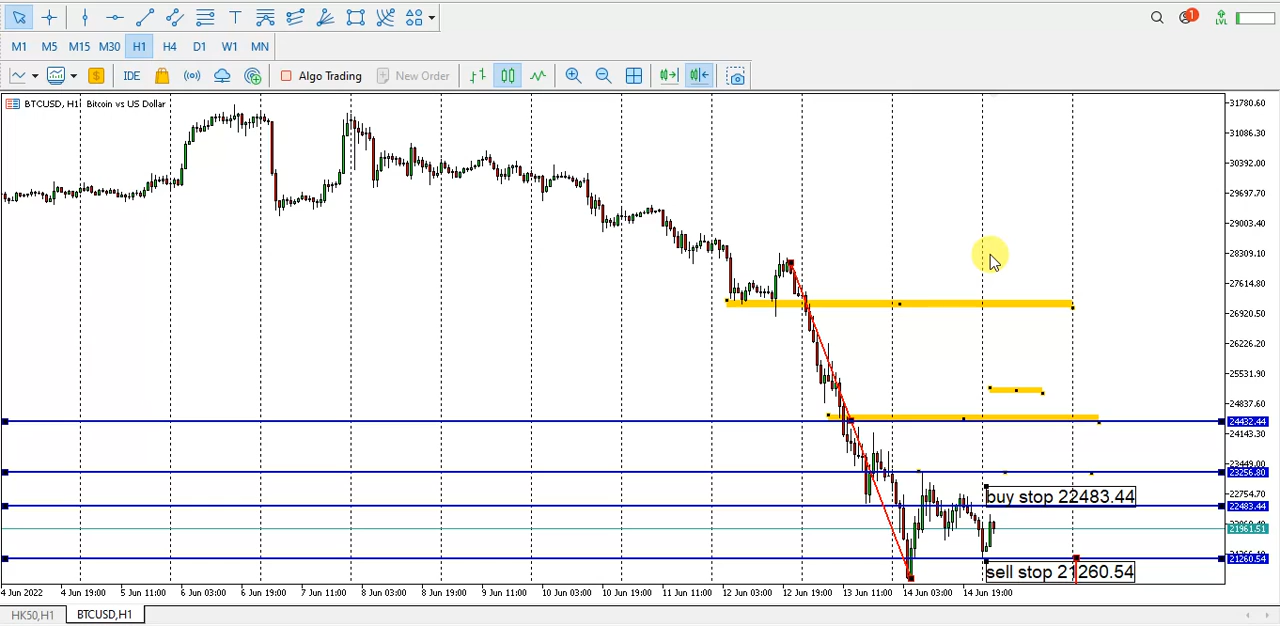 T
1
LVL
M1 M5 M15 M30 H1 H4 D1 W1 MN
$ IDE Algo Trading New Order
BTCUSD, H1: Bitcoin vs US Dollar
31780.60
31086.30
30392.00
29697.70
29003.40
28309.10
27614.80
26920.50
26226.20
25531.90
24837.60
24432.44
24143.30
23449.00
23256.80
22754.70
buy stop 22483.44
22483.44
21961.51
21260.54
sell stop 21260.54
4 Jun 2022 4 Jun 19:00 5 Jun 11:00 6 Jun 03:00 6 Jun 19:00 7 Jun 11:00 8 Jun 03:00 8 Jun 19:00 9 Jun 11:00 10 Jun 03:00 10 Jun 19:00 11 Jun 11:00 12 Jun 03:00 12 Jun 19:00 13 Jun 11:00 14 Jun 03:00 14 Jun 19:00
HK50,H1 BTCUSD,H1